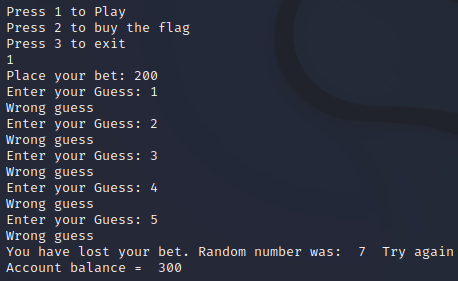 Press 1 to Play
Press 2 to buy the flag
Press 3 to exit
1
Place your bet: 200
Enter your Guess: 1
Wrong guess
Enter your Guess: 2
Wrong guess
Enter your Guess: 3
Wrong guess
Enter your Guess: 4
Wrong guess
Enter your Guess: 5
Wrong guess
You have lost your bet. Random number was:  7  Try again
Account balance =  300